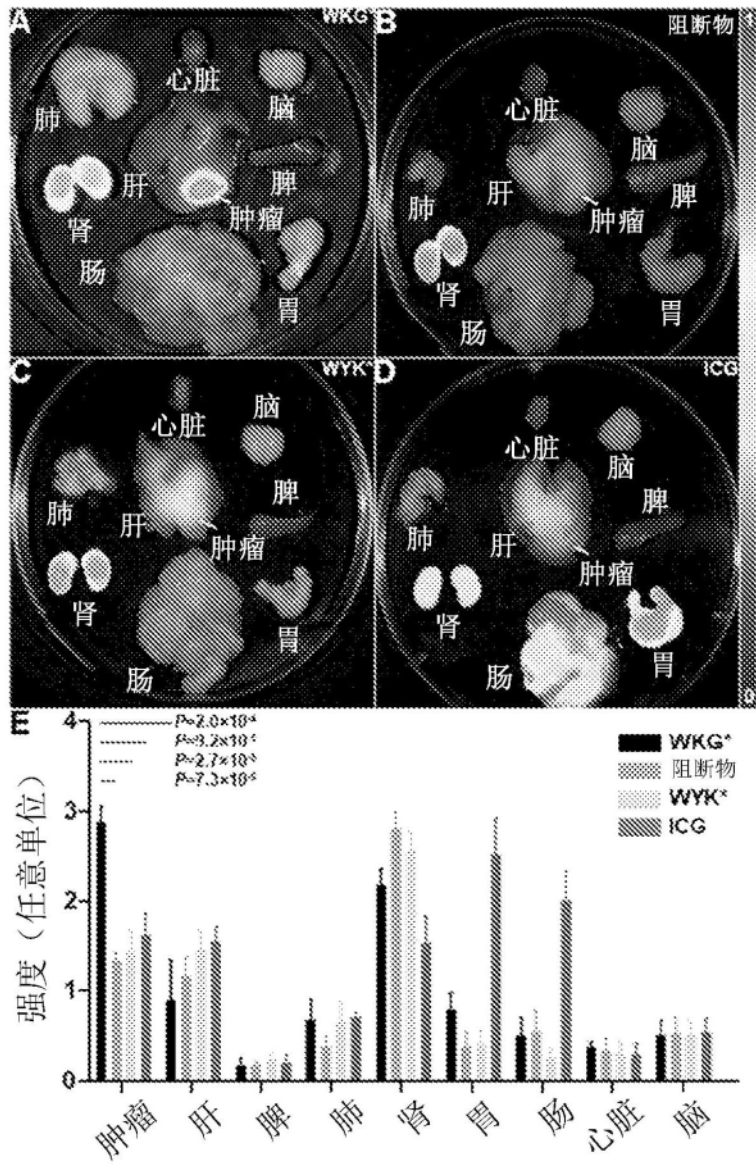 A
WKG*
心脏
脑
肺
肝
脾
肾
肿瘤
肠
胃
B
阻断物
心脏
脑
肝
脾
肺
肿瘤
肾
肠
胃
C
WYK*
心脏
脑
肺
肝
脾
肿瘤
肾
肠
胃
D
ICG
心脏
脑
肺
肝
脾
肿瘤
肾
肠
胃
1
0
E
WKG*
阻断物
WYK*
ICG
强度（任意单位）
4
3
2
1
0
肿瘤
肝
脾
肺
肾
胃
肠
心脏
脑